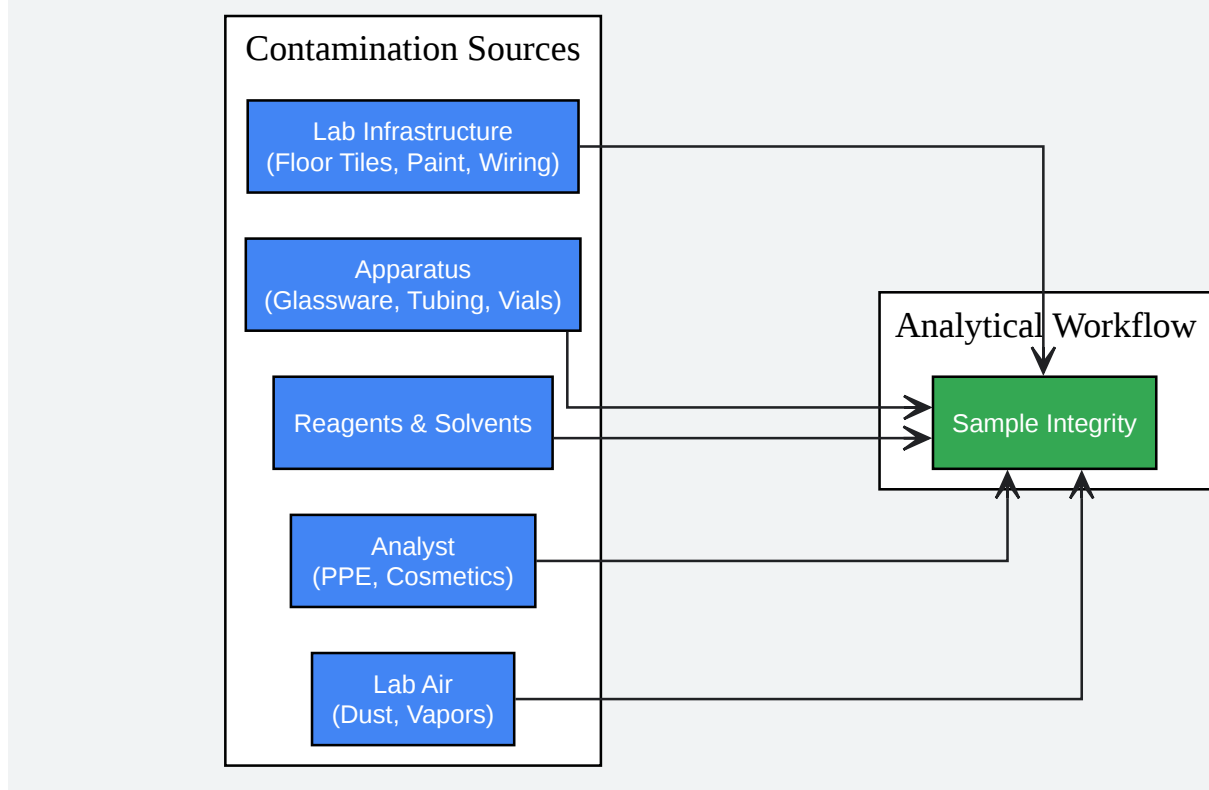 Contamination Sources
Lab Infrastructure
(Floor Tiles, Paint, Wiring)
Apparatus
(Glassware, Tubing, Vials)
Reagents & Solvents
Analyst
(PPE, Cosmetics)
Lab Air
(Dust, Vapors)
Analytical Workflow
Sample Integrity